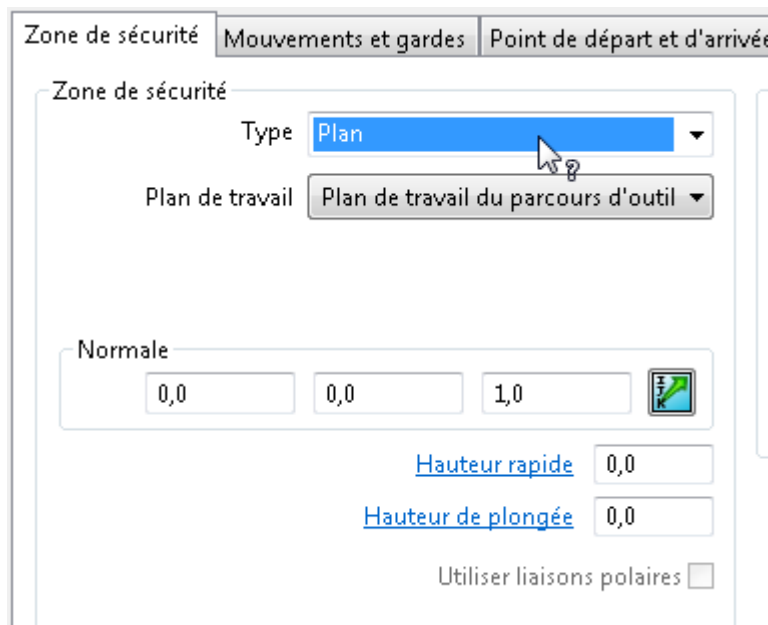 Zone de sécurité
Mouvements et gardes
Point de départ et d'arrivée
Zone de sécurité
Type Plan
Plan de travail Plan de travail du parcours d'outil
Normale
0,0 0,0 1,0 IJK
Hauteur rapide 0,0
Hauteur de plongée 0,0
Utiliser liaisons polaires